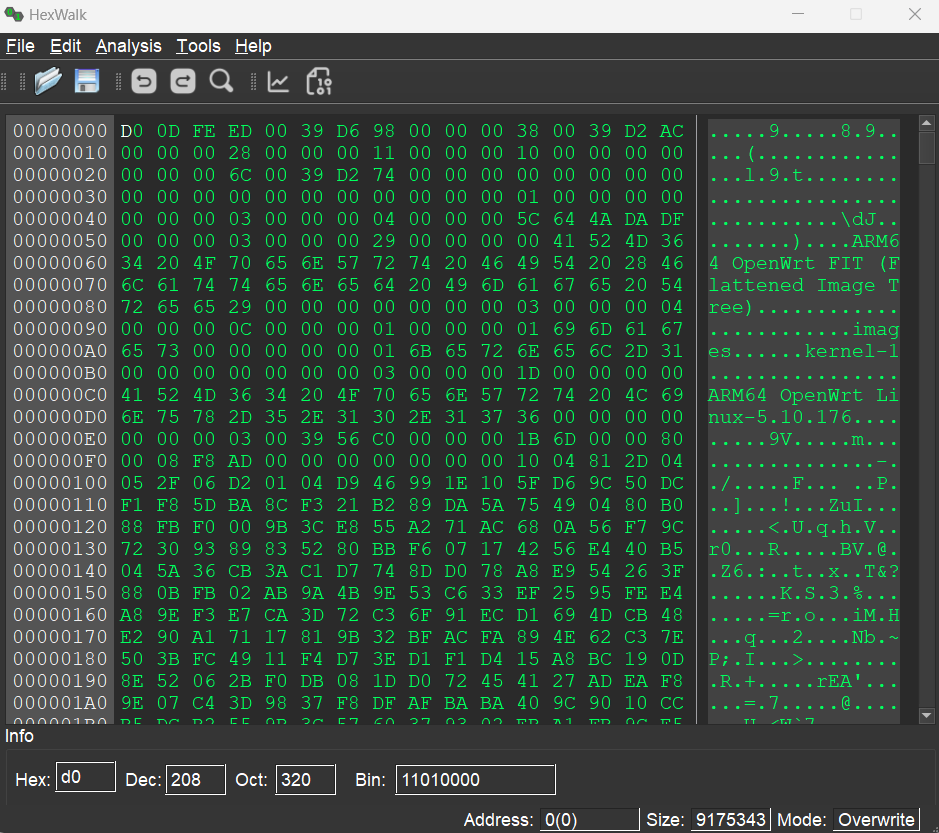 HexWalk
File Edit Analysis Tools Help
00000000 D0 0D FE ED 00 39 D6 98 00 00 00 38 00 39 D2 AC .....9.....8.9..
00000010 00 00 00 28 00 00 00 11 00 00 00 10 00 00 00 00 ...(............
00000020 00 00 00 6C 00 39 D2 74 00 00 00 00 00 00 00 00 ...l.9.t........
00000030 00 00 00 00 00 00 00 00 00 00 00 01 00 00 00 00 ................
00000040 00 00 00 03 00 00 00 04 00 00 00 5C 64 4A DA DF ...........\dJ..
00000050 00 00 00 03 00 00 00 29 00 00 00 00 41 52 4D 36 .......)....ARM6
00000060 34 20 4F 70 65 6E 57 72 74 20 46 49 54 20 28 46 4 OpenWrt FIT (F
00000070 6C 61 74 74 65 6E 65 64 20 49 6D 61 67 65 20 54 lattened Image T
00000080 72 65 65 29 00 00 00 00 00 00 00 03 00 00 00 04 ree)............
00000090 00 00 00 0C 00 00 00 01 00 00 00 01 69 6D 61 67 ............imag
000000A0 65 73 00 00 00 00 00 01 6B 65 72 6E 65 6C 2D 31 es......kernel-1
000000B0 00 00 00 00 00 00 00 03 00 00 00 1D 00 00 00 00 ................
000000C0 41 52 4D 36 34 20 4F 70 65 6E 57 72 74 20 4C 69 ARM64 OpenWrt Li
000000D0 6E 75 78 2D 35 2E 31 30 2E 31 37 36 00 00 00 00 nux-5.10.176....
000000E0 00 00 00 03 00 39 56 C0 00 00 00 1B 6D 00 00 80 .....9V.....m...
000000F0 00 08 F8 AD 00 00 00 00 00 00 00 10 04 81 2D 04 ..............-.
00000100 05 2F 06 D2 01 04 D9 46 99 1E 10 5F D6 9C 50 DC ./.....F... ..P.
00000110 F1 F8 5D BA 8C F3 21 B2 89 DA 5A 75 49 04 80 B0 ..]...!...ZuI...
00000120 88 FB F0 00 9B 3C E8 55 A2 71 AC 68 0A 56 F7 9C .....<.U.q.h.V..
00000130 72 30 93 89 83 52 80 BB F6 07 17 42 56 E4 40 B5 r0...R.....BV.@.
00000140 04 5A 36 CB 3A C1 D7 74 8D D0 78 A8 E9 54 26 3F .Z6.:..t..x..T&?
00000150 88 0B FB 02 AB 9A 4B 9E 53 C6 33 EF 25 95 FE E4 ......K.S.3.%...
00000160 A8 9E F3 E7 CA 3D 72 C3 6F 91 EC D1 69 4D CB 48 .....=r.o...iM.H
00000170 E2 90 A1 71 17 81 9B 32 BF AC FA 89 4E 62 C3 7E ...q...2....Nb.~
00000180 50 3B FC 49 11 F4 D7 3E D1 F1 D4 15 A8 BC 19 0D P;.I...>........
00000190 8E 52 06 2B F0 DB 08 1D D0 72 45 41 27 AD EA F8 .R.+.....rEA'...
000001A0 9E 07 C4 3D 98 37 F8 DF AF BA BA 40 9C 90 10 CC ...=.7.....@....
Info
Hex: d0 Dec: 208 Oct: 320 Bin: 11010000
Address: 0(0) Size: 9175343 Mode: Overwrite